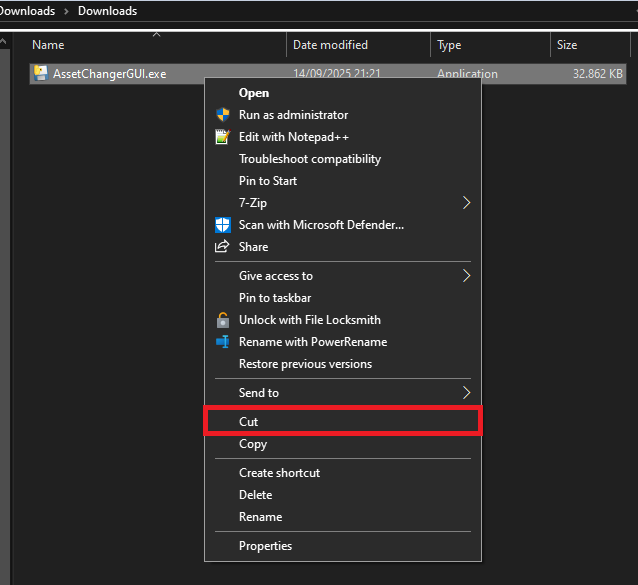 Downloads > Downloads
Name Date modified Type Size
AssetChangerGUI.exe 14/09/2025 21:21 Application 32.862 KB
Open
Run as administrator
Edit with Notepad++
Troubleshoot compatibility
Pin to Start
7-Zip
Scan with Microsoft Defender...
Share
Give access to
Pin to taskbar
Unlock with File Locksmith
Rename with PowerRename
Restore previous versions
Send to
Cut
Copy
Create shortcut
Delete
Rename
Properties